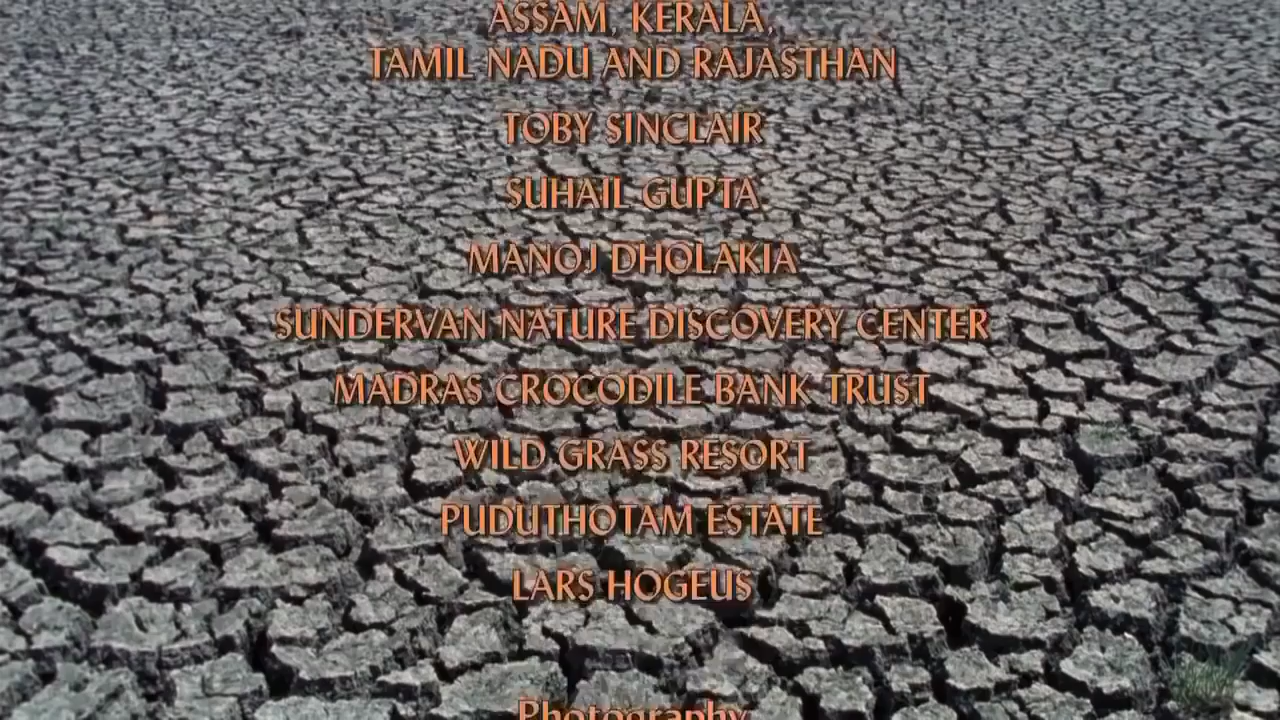 ASSAM, KERALA,
TAMIL NADU AND RAJASTHAN
TOBY SINCLAIR
SUHAIL GUPTA
MANOJ DHOLAKIA
SUNDERVAN NATURE DISCOVERY CENTER
MADRAS CROCODILE BANK TRUST
WILD GRASS RESORT
PUDUTHOTAM ESTATE
LARS HOGEUS
Photography